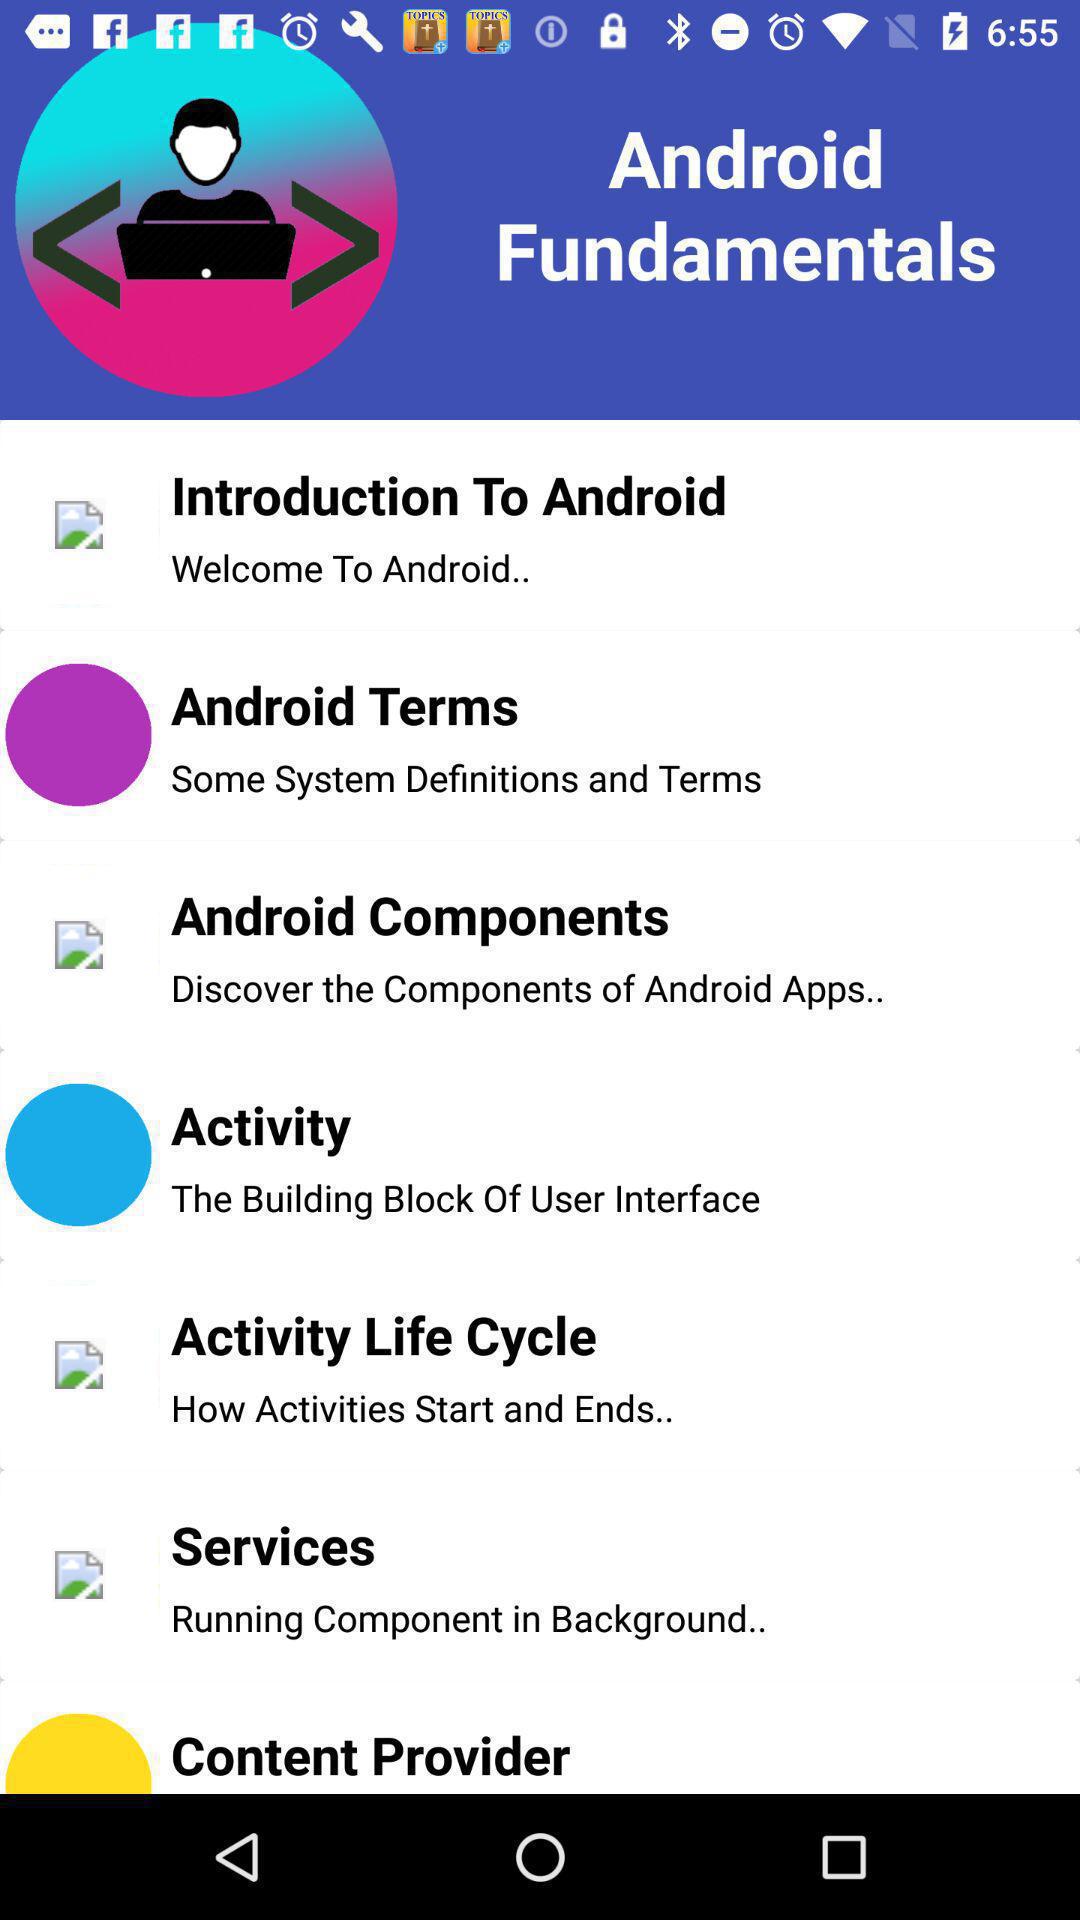 TOPICS TOPICS 6:55
Android
Fundamentals
Introduction To Android
Welcome To Android..
Android Terms
Some System Definitions and Terms
Android Components
Discover the Components of Android Apps..
Activity
The Building Block Of User Interface
Activity Life Cycle
How Activities Start and Ends..
Services
Running Component in Background..
Content Provider